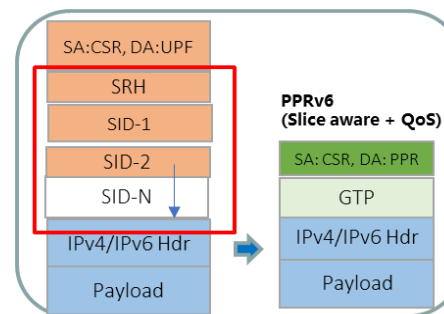 SA:CSR, DA:UPF
SRH
SID-1
SID-2
SID-N
IPv4/IPv6 Hdr
Payload
PPRv6
(Slice aware + QoS)
SA: CSR, DA: PPR
GTP
IPv4/IPv6 Hdr
Payload